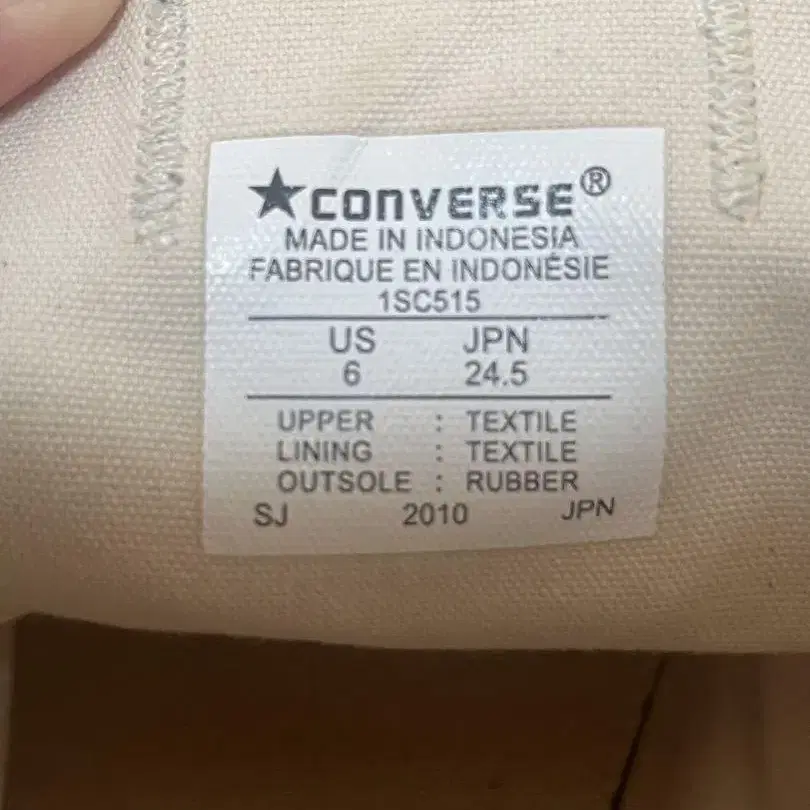 ★CONVERSE®
MADE IN INDONESIA
FABRIQUE EN INDONÉSIE
1SC515
US JPN
6 24.5
UPPER : TEXTILE
LINING : TEXTILE
OUTSOLE : RUBBER
SJ 2010 JPN